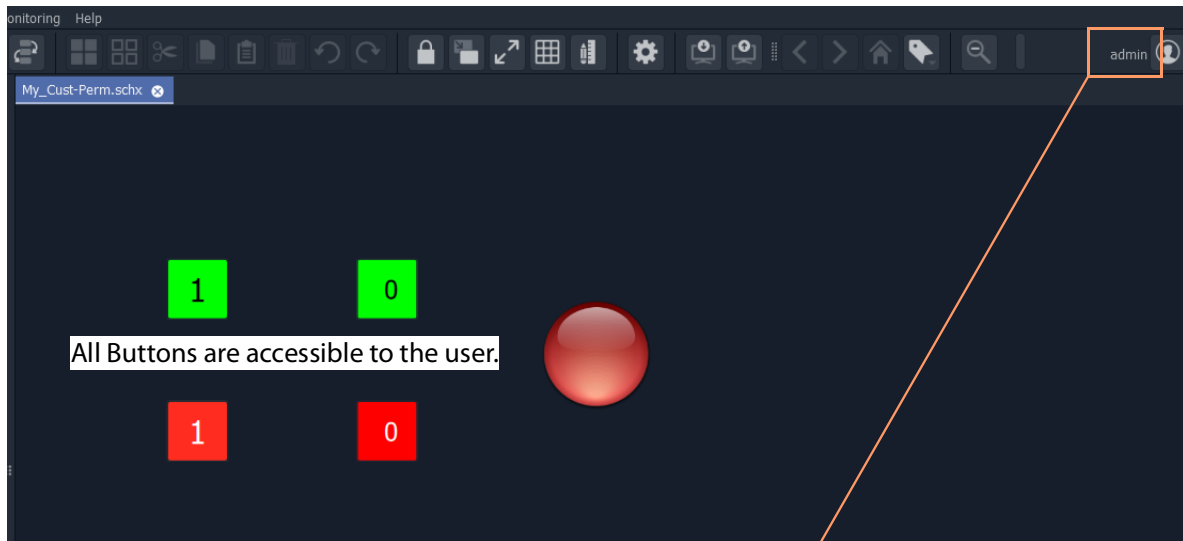 onitoring Help
admin
My_Cust-Perm.schx
1 0
All Buttons are accessible to the user.
1 0